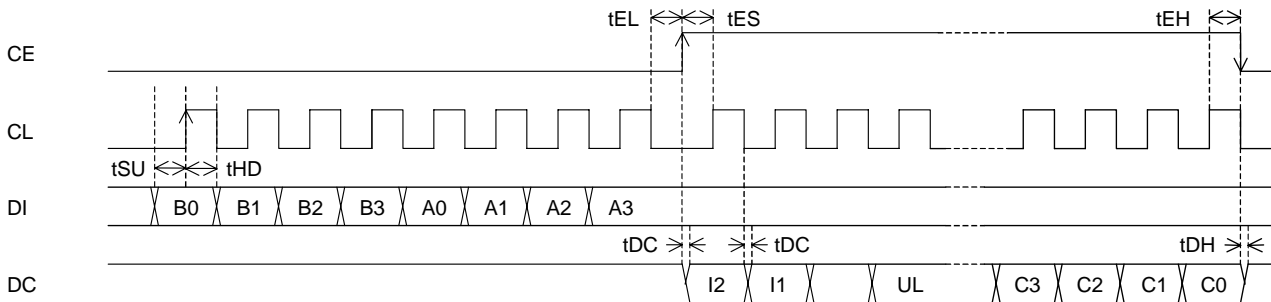 tEL tES tEH
CE
CL
tSU tHD
DI B0 B1 B2 B3 A0 A1 A2 A3
tDC tDC tDH
DC I2 I1 UL C3 C2 C1 C0